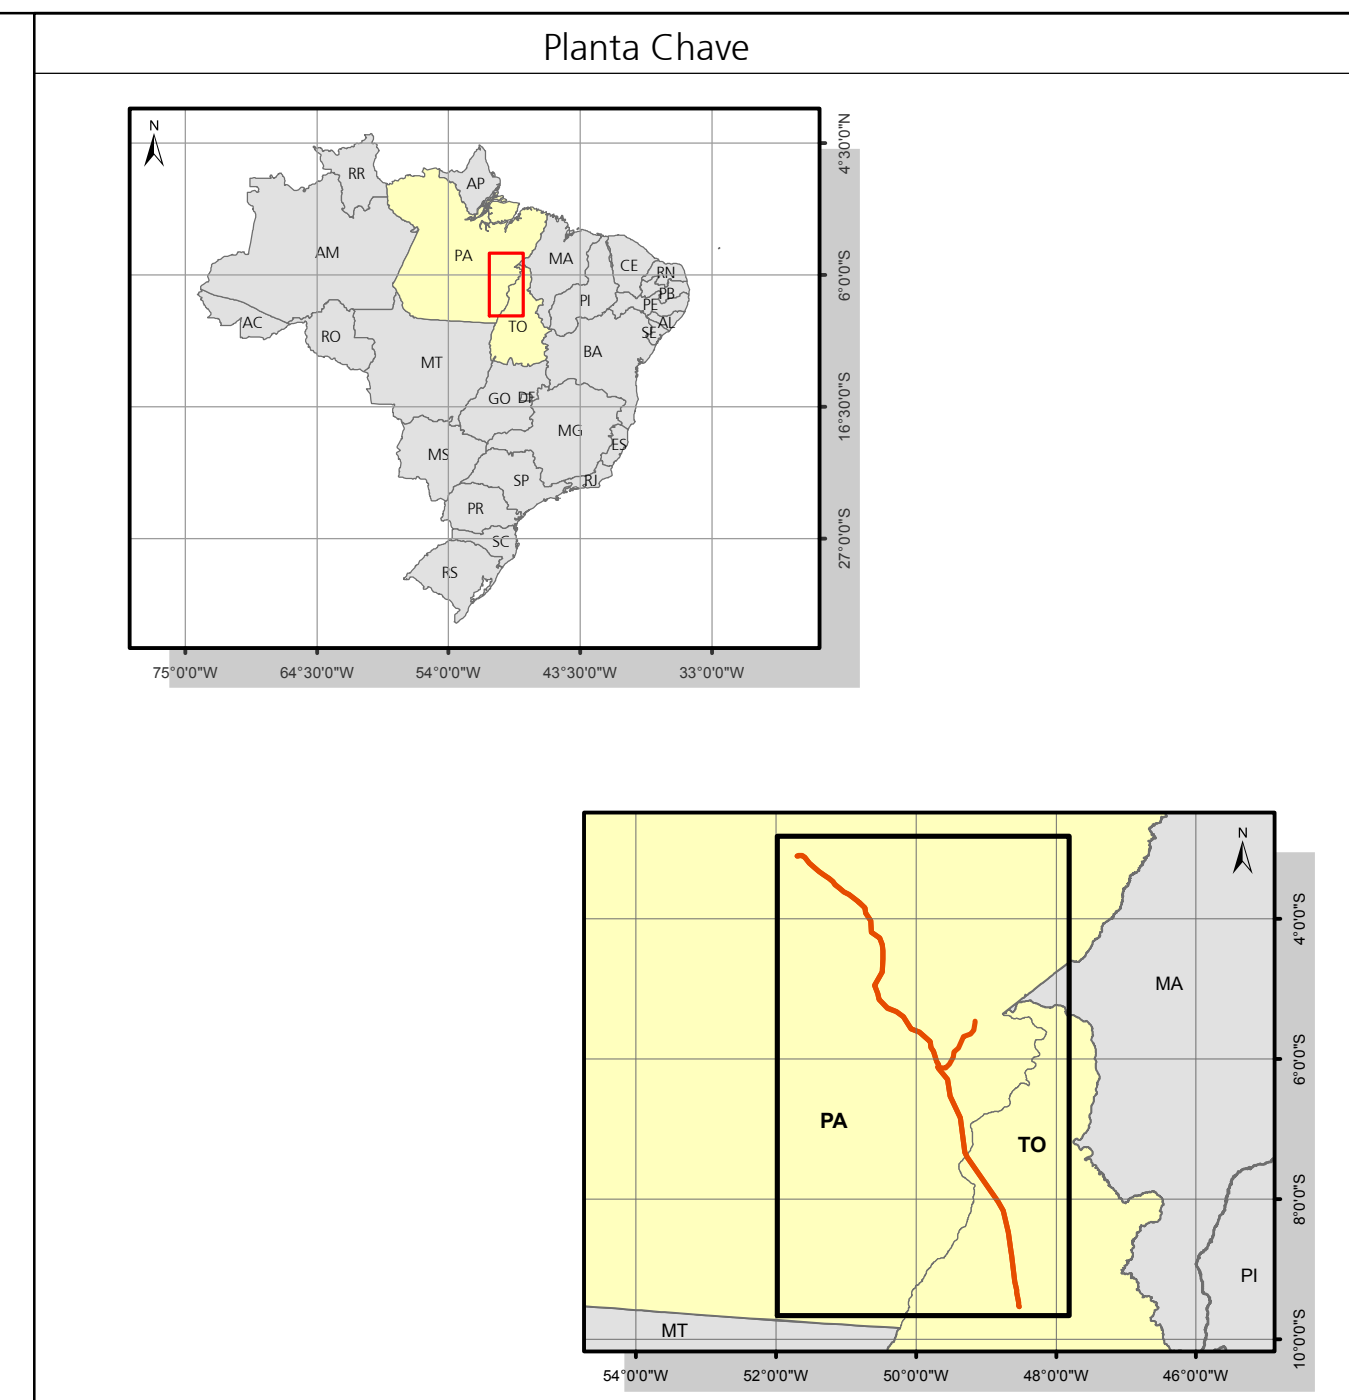 Planta Chave
N
4°30'0"N
RR
AP
AM
PA
MA
CE
RN
6°0'0"S
PB
PI
PE
AC
AL
TO
RO
SE
BA
MT
GO
DF
16°30'0"S
MG
ES
MS
SP
RJ
PR
SC
27°0'0"S
RS
75°0'0"W
64°30'0"W
54°0'0"W
43°30'0"W
33°0'0"W
N
4°0'0"S
MA
6°0'0"S
PA
TO
8°0'0"S
PI
MT
10°0'0"S
54°0'0"W
52°0'0"W
50°0'0"W
48°0'0"W
46°0'0"W